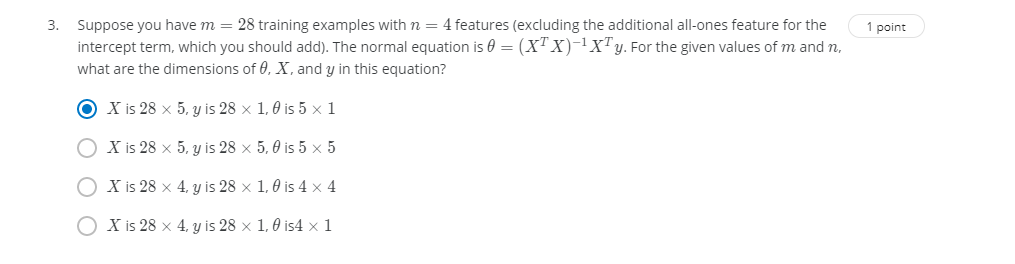 3. Suppose you have m = 28 training examples with n = 4 features (excluding the additional all-ones feature for the
1 point
intercept term, which you should add). The normal equation is θ = (XᵀX)⁻¹Xᵀy. For the given values of m and n,
what are the dimensions of θ, X, and y in this equation?
X is 28 × 5, y is 28 × 1, θ is 5 × 1
X is 28 × 5, y is 28 × 5, θ is 5 × 5
X is 28 × 4, y is 28 × 1, θ is 4 × 4
X is 28 × 4, y is 28 × 1, θ is4 × 1